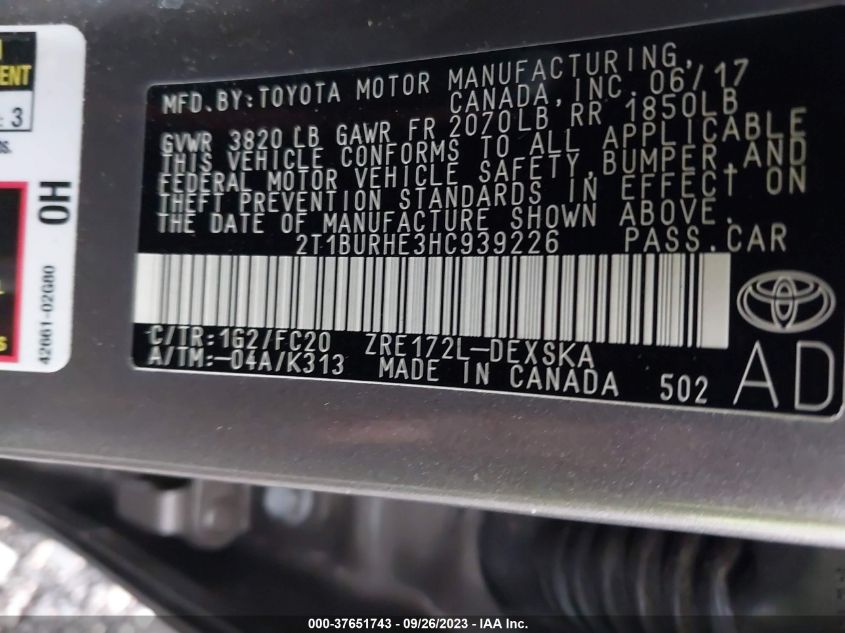 MFD.BY:TOYOTA MOTOR MANUFACTURING,
CANADA, INC. 06/17
GVWR 3820 LB GAWR FR 2070LB RR 1850LB
THIS VEHICLE CONFORMS TO ALL APPLICABLE
FEDERAL MOTOR VEHICLE SAFETY,BUMPER,AND
THEFT PREVENTION STANDARDS IN EFFECT ON
THE DATE OF MANUFACTURE SHOWN ABOVE.
2T1BURHE3HC939226 PASS.CAR
C/TR:1G2/FC20 ZRE172L-DEXSKA
A/TM:-04A/K313 MADE IN CANADA 502
AD
ENT
: 3
OH
42661-02G80
000-37651743 - 09/26/2023 - IAA Inc.